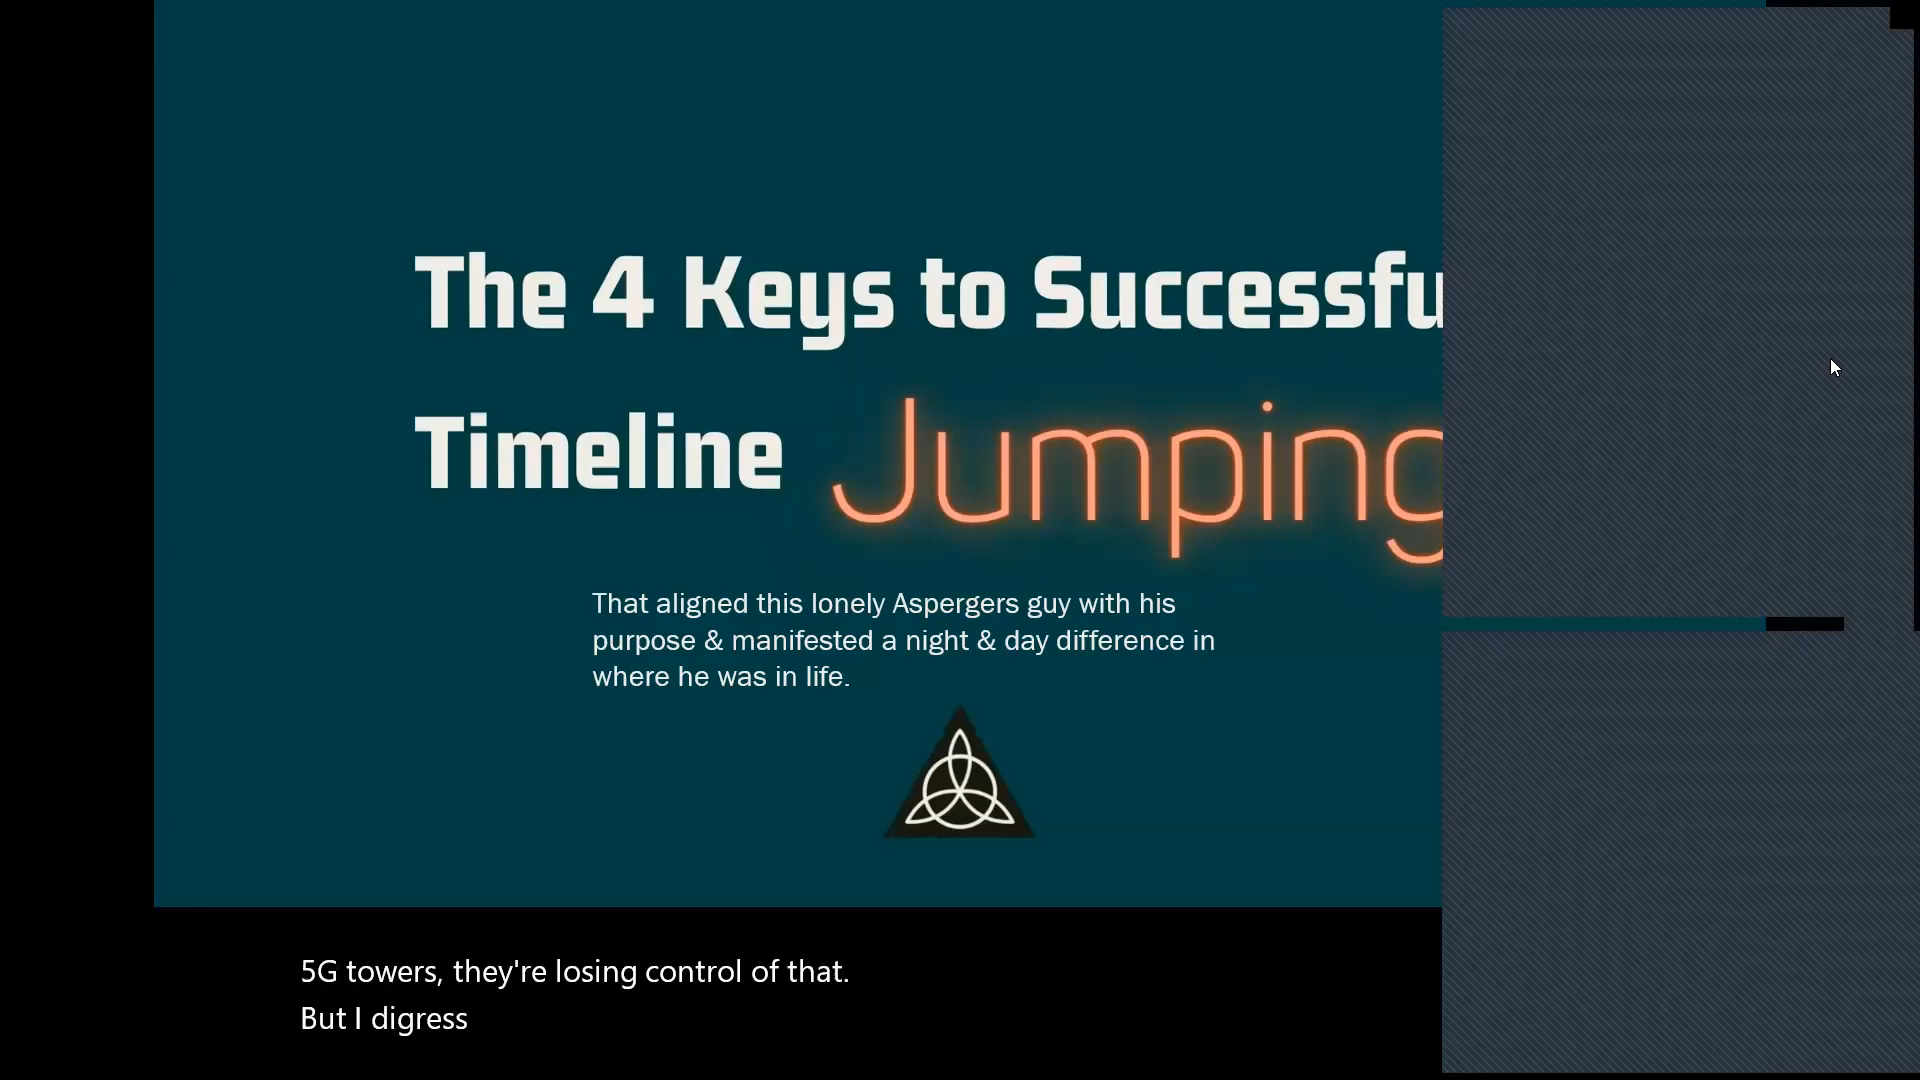 The 4 Keys to Successfu
Timeline Jumping
That aligned this lonely Aspergers guy with his
purpose & manifested a night & day difference in
where he was in life.
5G towers, they're losing control of that.
But I digress